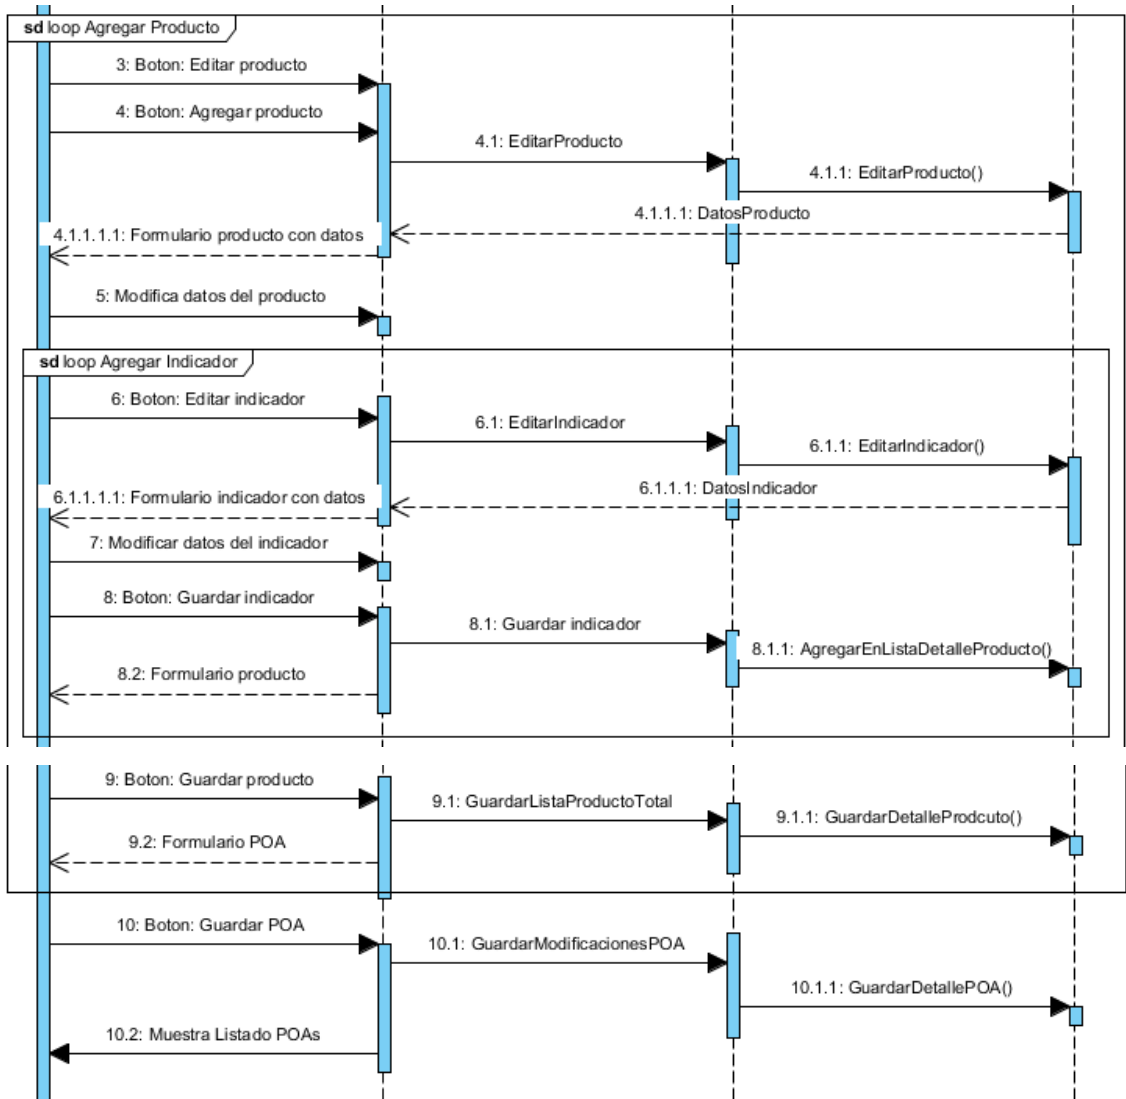 sd loop Agregar Producto
3: Boton: Editar producto
4: Boton: Agregar producto
4.1: EditarProducto
4.1.1: EditarProducto()
4.1.1.1: DatosProducto
4.1.1.1.1: Formulario producto con datos
5: Modifica datos del producto
sd loop Agregar Indicador
6: Boton: Editar indicador
6.1: EditarIndicador
6.1.1: EditarIndicador()
6.1.1.1: DatosIndicador
6.1.1.1.1: Formulario indicador con datos
7: Modificar datos del indicador
8: Boton: Guardar indicador
8.1: Guardar indicador
8.1.1: AgregarEnListaDetalleProducto()
8.2: Formulario producto
9: Boton: Guardar producto
9.1: GuardarListaProductoTotal
9.1.1: GuardarDetalleProdcuto()
9.2: Formulario POA
10: Boton: Guardar POA
10.1: GuardarModificacionesPOA
10.1.1: GuardarDetallePOA()
10.2: Muestra Listado POAs